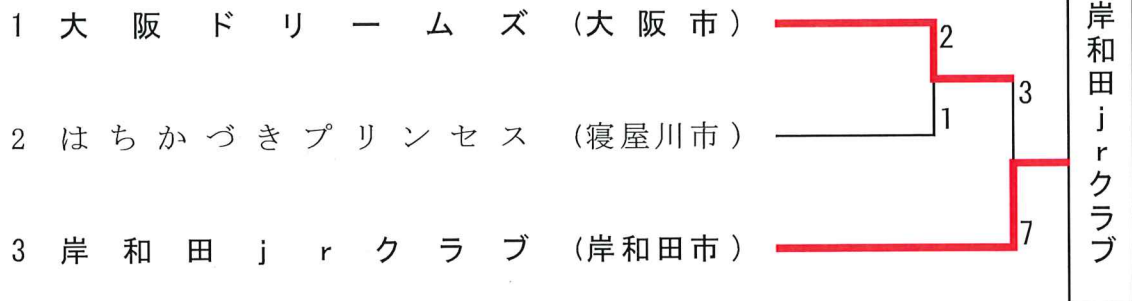 1 大阪ドリームズ (大阪市) 2
3
2 はちかづきプリンセス (寝屋川市) 1
3 岸和田jrクラブ (岸和田市) 7
岸和田jrクラブ